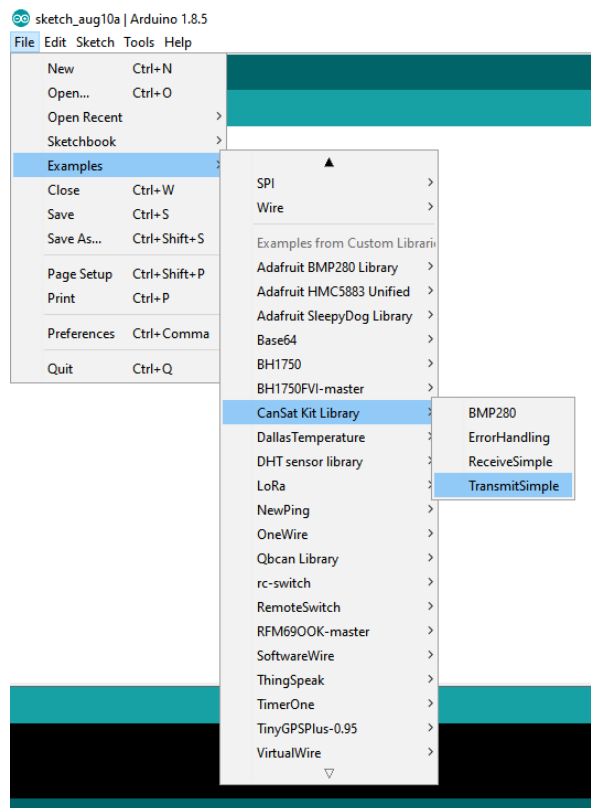 sketch_aug10a | Arduino 1.8.5
File Edit Sketch Tools Help
New Ctrl+N
Open... Ctrl+O
Open Recent
Sketchbook
Examples
Close Ctrl+W
Save Ctrl+S
Save As... Ctrl+Shift+S
Page Setup Ctrl+Shift+P
Print Ctrl+P
Preferences Ctrl+Comma
Quit Ctrl+Q
SPI
Wire
Examples from Custom Librarie
Adafruit BMP280 Library
Adafruit HMC5883 Unified
Adafruit SleepyDog Library
Base64
BH1750
BH1750FVI-master
CanSat Kit Library
DallasTemperature
DHT sensor library
LoRa
NewPing
OneWire
Qbcan Library
rc-switch
RemoteSwitch
RFM69OOK-master
SoftwareWire
ThingSpeak
TimerOne
TinyGPSPlus-0.95
VirtualWire
BMP280
ErrorHandling
ReceiveSimple
TransmitSimple